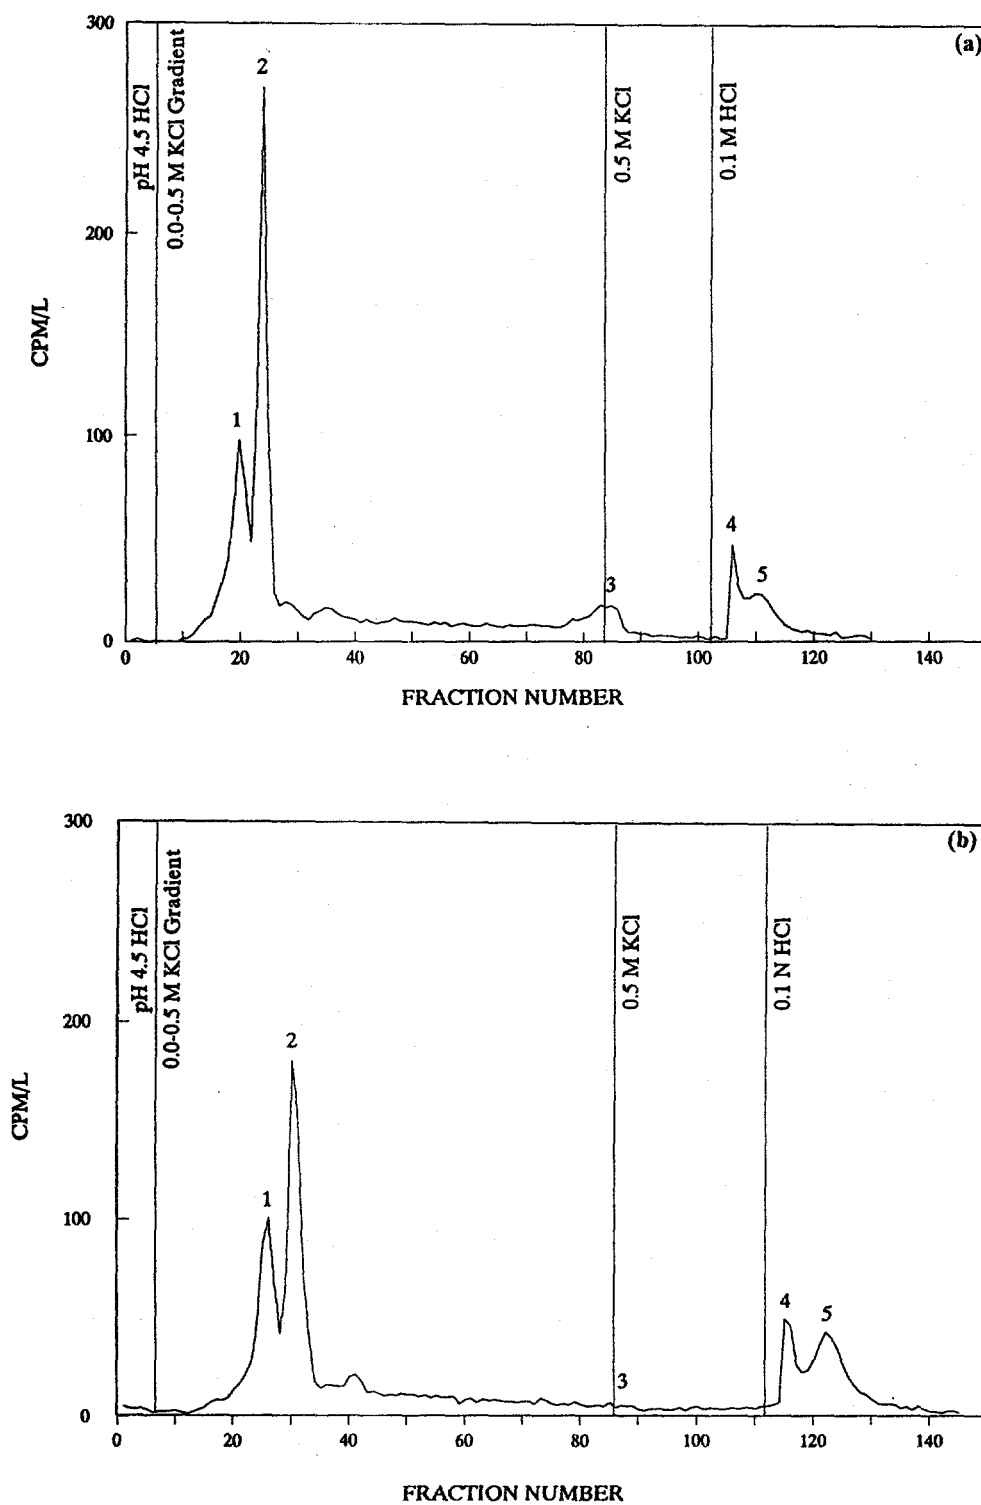 300
(a)
2
pH 4.5 HCl
0.0-0.5 M KCl Gradient
0.5 M KCl
0.1 M HCl
200
CPM/L
1
100
4
3
5
0
0 20 40 60 80 100 120 140
FRACTION NUMBER
300
(b)
pH 4.5 HCl
0.0-0.5 M KCl Gradient
0.5 M KCl
0.1 N HCl
2
200
CPM/L
1
100
4
5
3
0
0 20 40 60 80 100 120 140
FRACTION NUMBER